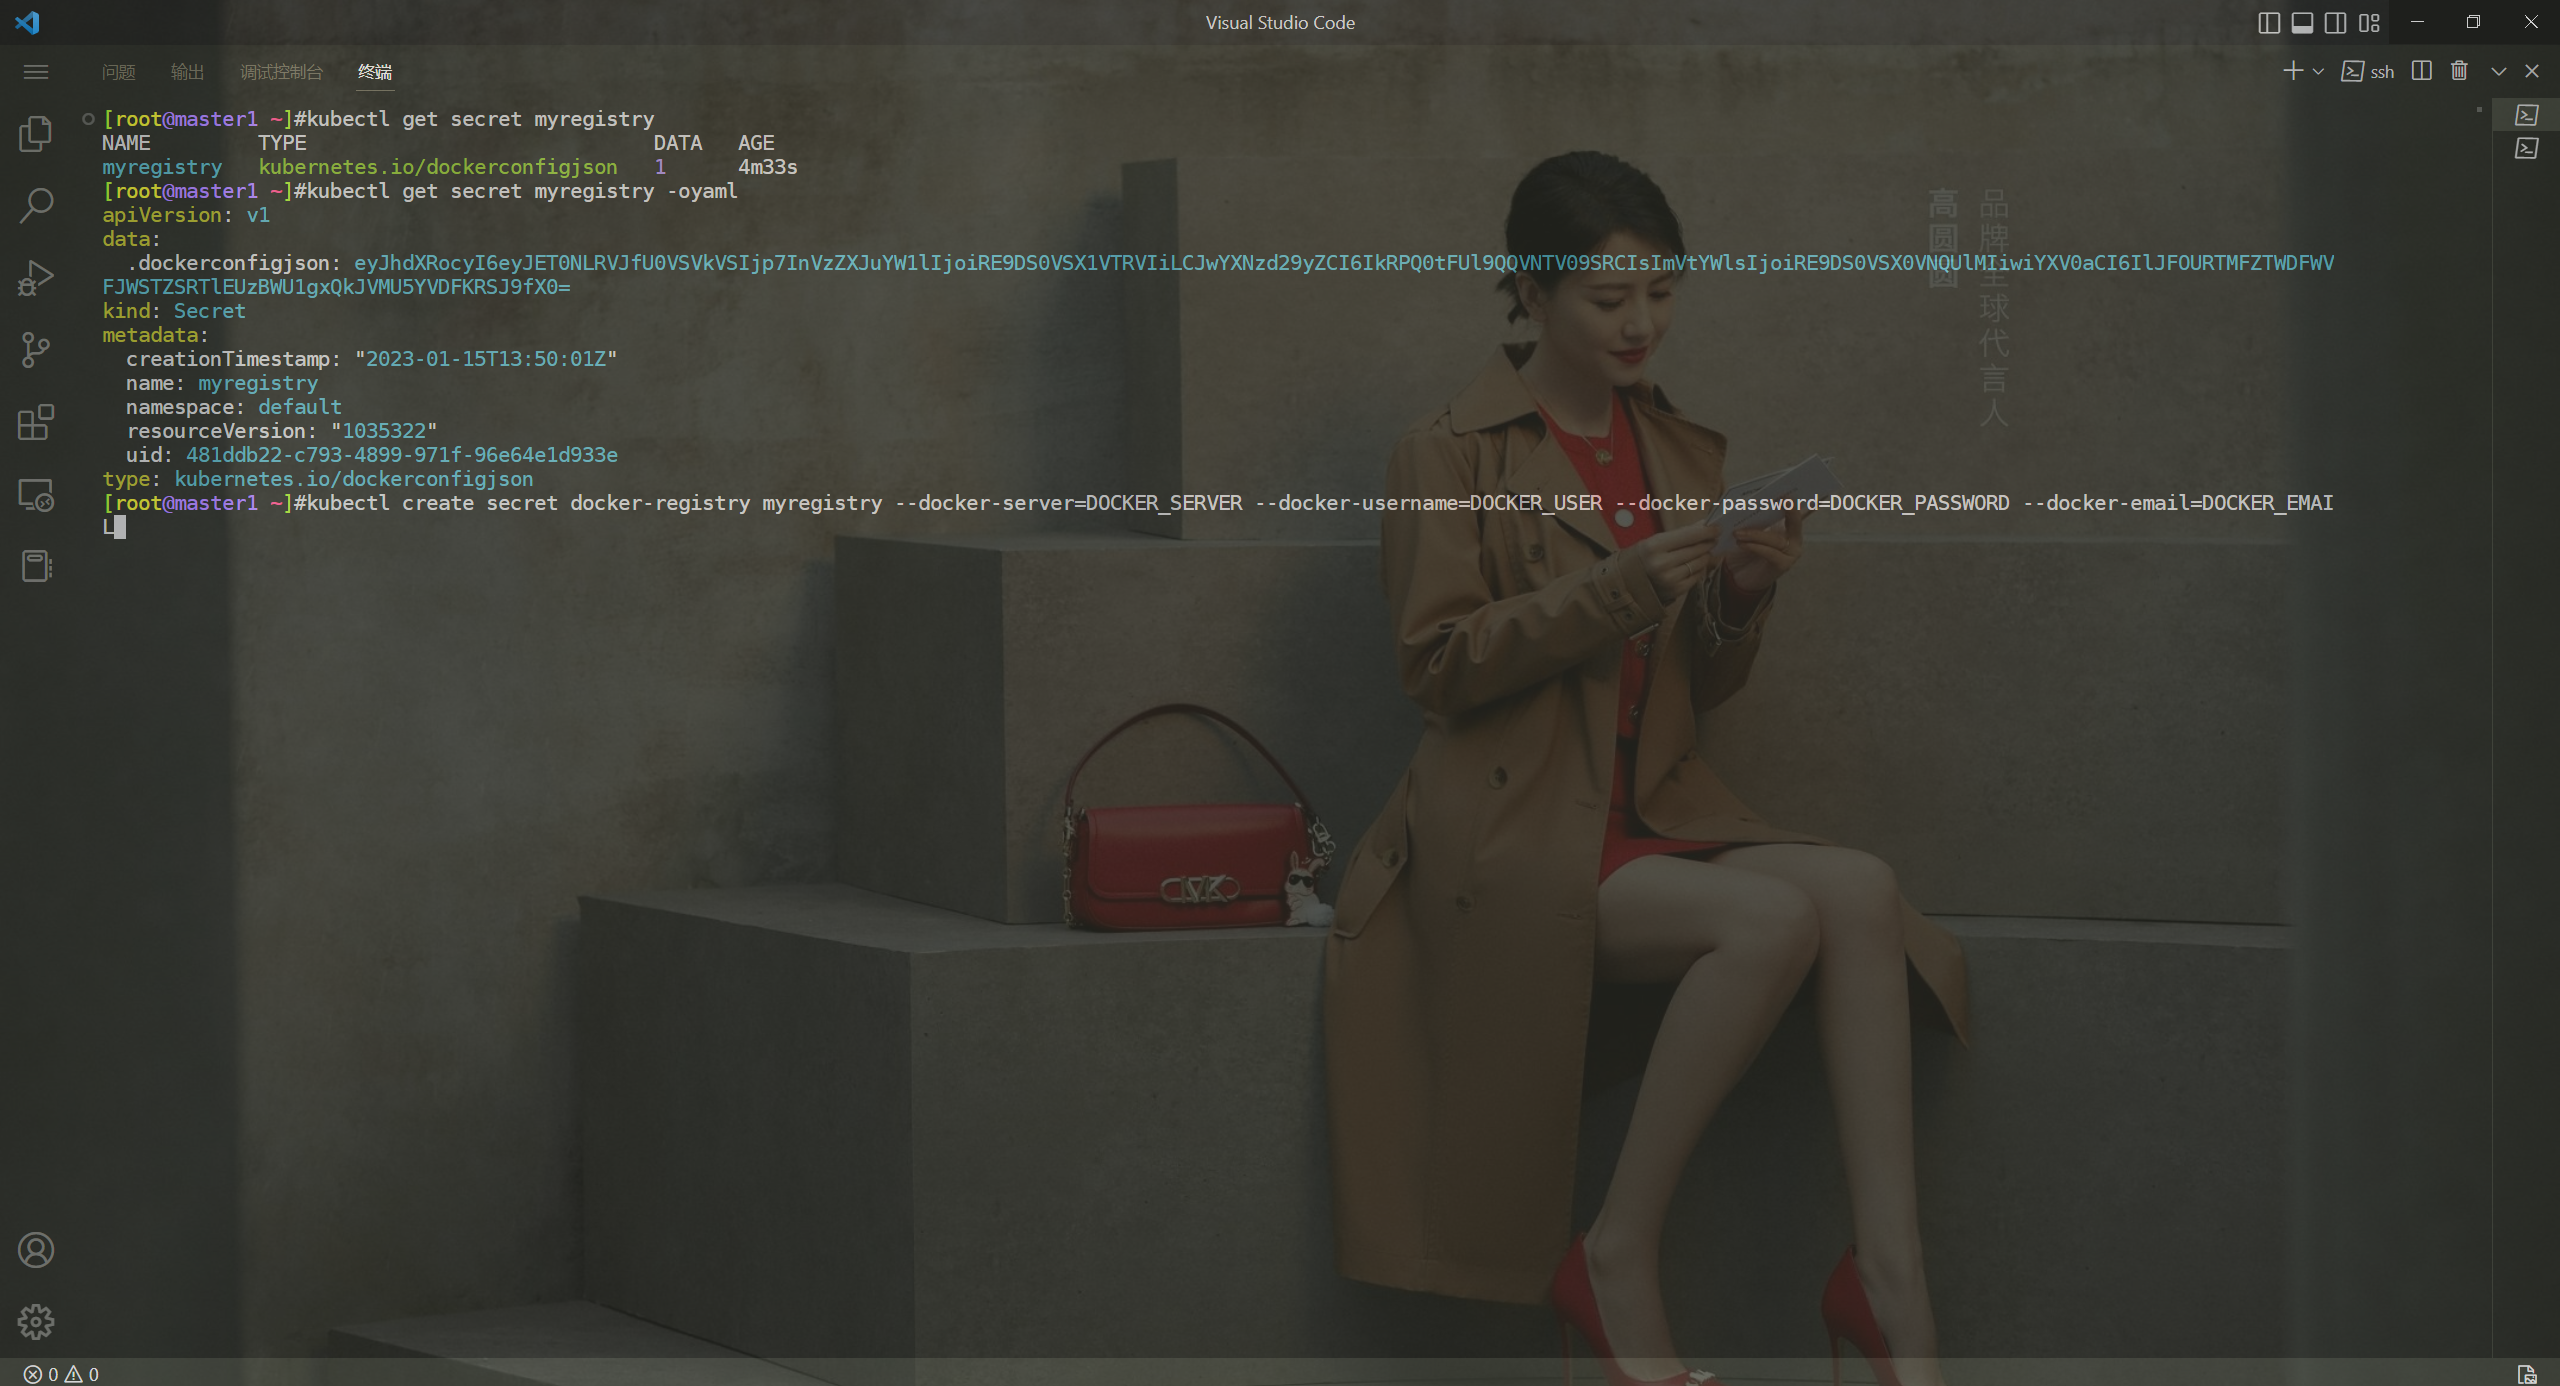 Visual Studio Code
问题 输出 调试控制台 终端
ssh
[root@master1 ~]#kubectl get secret myregistry
NAME TYPE DATA AGE
myregistry kubernetes.io/dockerconfigjson 1 4m33s
[root@master1 ~]#kubectl get secret myregistry -oyaml
apiVersion: v1
data:
.dockerconfigjson: eyJhdXRocyI6eyJET0NLRVJfU0VSVkVSIjp7InVzZXJuYW1lIjoiRE9DS0VSX1VTRVIiLCJwYXNzd29yZCI6IkRPQ0tFUl9QQVNTV09SRCIsImVtYWlsIjoiRE9DS0VSX0VNQUlMIiwiYXV0aCI6IlJFOURTMFZTWDFWV
FJWSTZSRTlEUzBWU1gxQkJVMU5YVDFKRSJ9fX0=
kind: Secret
metadata:
creationTimestamp: "2023-01-15T13:50:01Z"
name: myregistry
namespace: default
resourceVersion: "1035322"
uid: 481ddb22-c793-4899-971f-96e64e1d933e
type: kubernetes.io/dockerconfigjson
[root@master1 ~]#kubectl create secret docker-registry myregistry --docker-server=DOCKER_SERVER --docker-username=DOCKER_USER --docker-password=DOCKER_PASSWORD --docker-email=DOCKER_EMAI
L
品牌全球代言人
高圆圆
MK
0 0